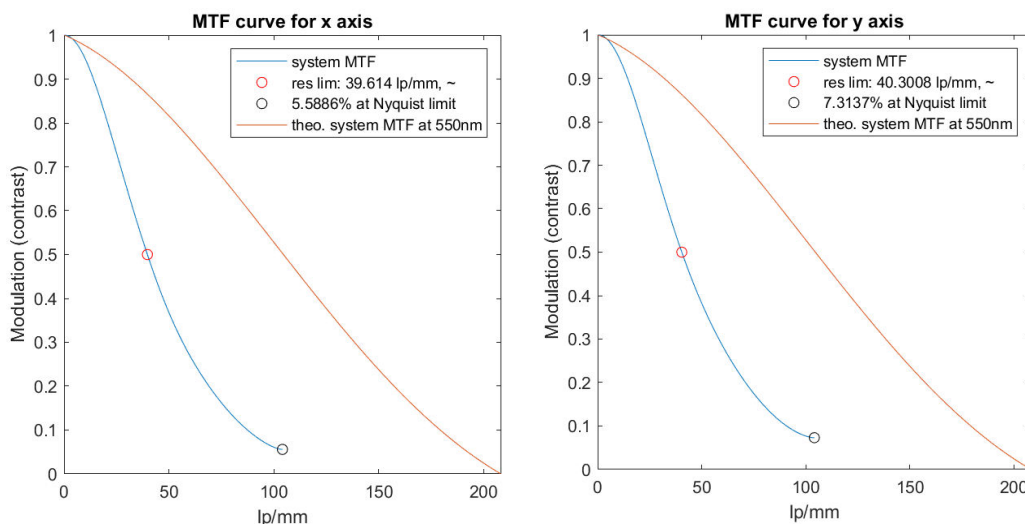 MTF curve for x axis
1
0.9
0.8
0.7
0.6
0.5
0.4
0.3
0.2
0.1
0
Modulation (contrast)
system MTF
res lim: 39.614 lp/mm, ~
5.5886% at Nyquist limit
theo. system MTF at 550nm
0 50 100 150 200
lp/mm
MTF curve for y axis
1
0.9
0.8
0.7
0.6
0.5
0.4
0.3
0.2
0.1
0
Modulation (contrast)
system MTF
res lim: 40.3008 lp/mm, ~
7.3137% at Nyquist limit
theo. system MTF at 550nm
0 50 100 150 200
lp/mm